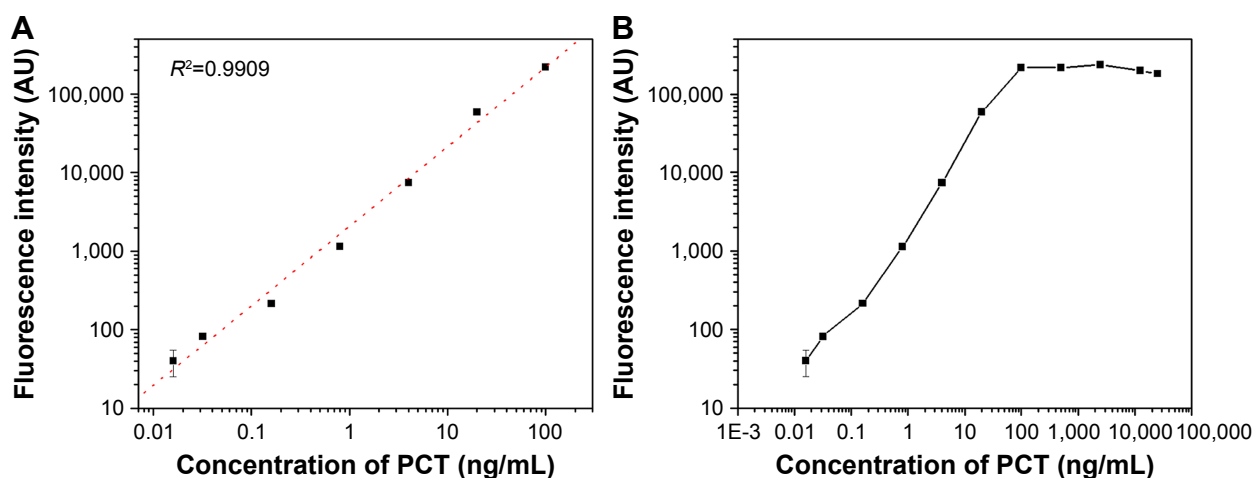 A
Fluorescence intensity (AU)
R²=0.9909
100,000
10,000
1,000
100
10
0.01 0.1 1 10 100
Concentration of PCT (ng/mL)
B
Fluorescence intensity (AU)
100,000
10,000
1,000
100
10
1E-3 0.01 0.1 1 10 100 1,000 10,000 100,000
Concentration of PCT (ng/mL)